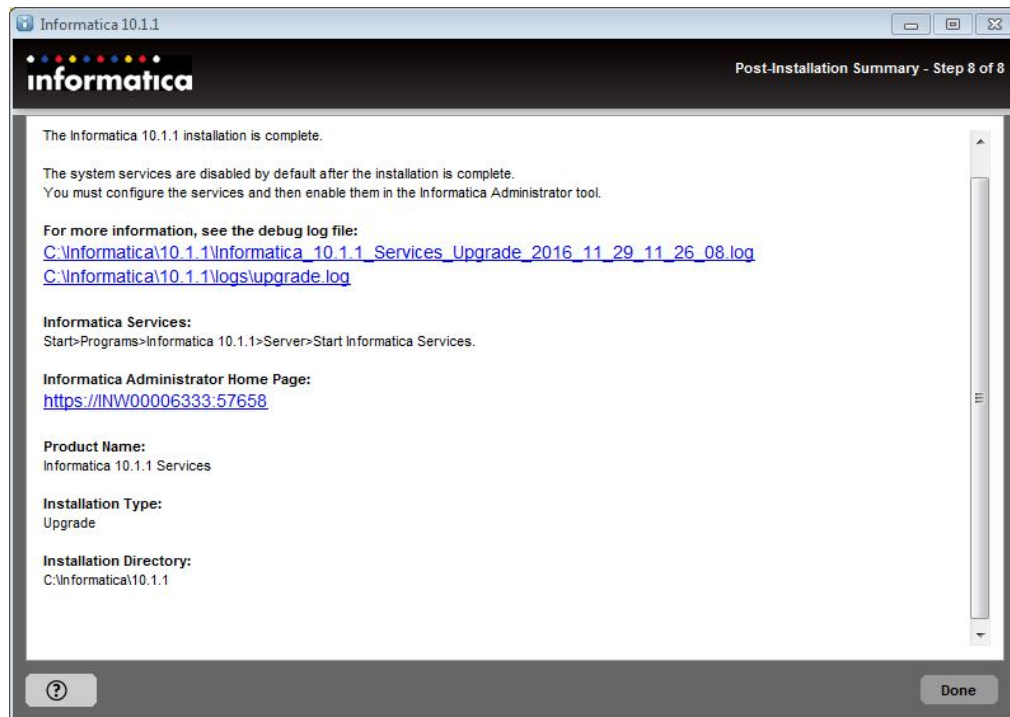 Informatica 10.1.1
informatica
Post-Installation Summary - Step 8 of 8
The Informatica 10.1.1 installation is complete.
The system services are disabled by default after the installation is complete.
You must configure the services and then enable them in the Informatica Administrator tool.
For more information, see the debug log file:
C:\Informatica\10.1.1\Informatica_10.1.1_Services_Upgrade_2016_11_29_11_26_08.log
C:\Informatica\10.1.1\logs\upgrade.log
Informatica Services:
Start>Programs>Informatica 10.1.1>Server>Start Informatica Services.
Informatica Administrator Home Page:
https://INW00006333:57658
Product Name:
Informatica 10.1.1 Services
Installation Type:
Upgrade
Installation Directory:
C:\Informatica\10.1.1
?
Done